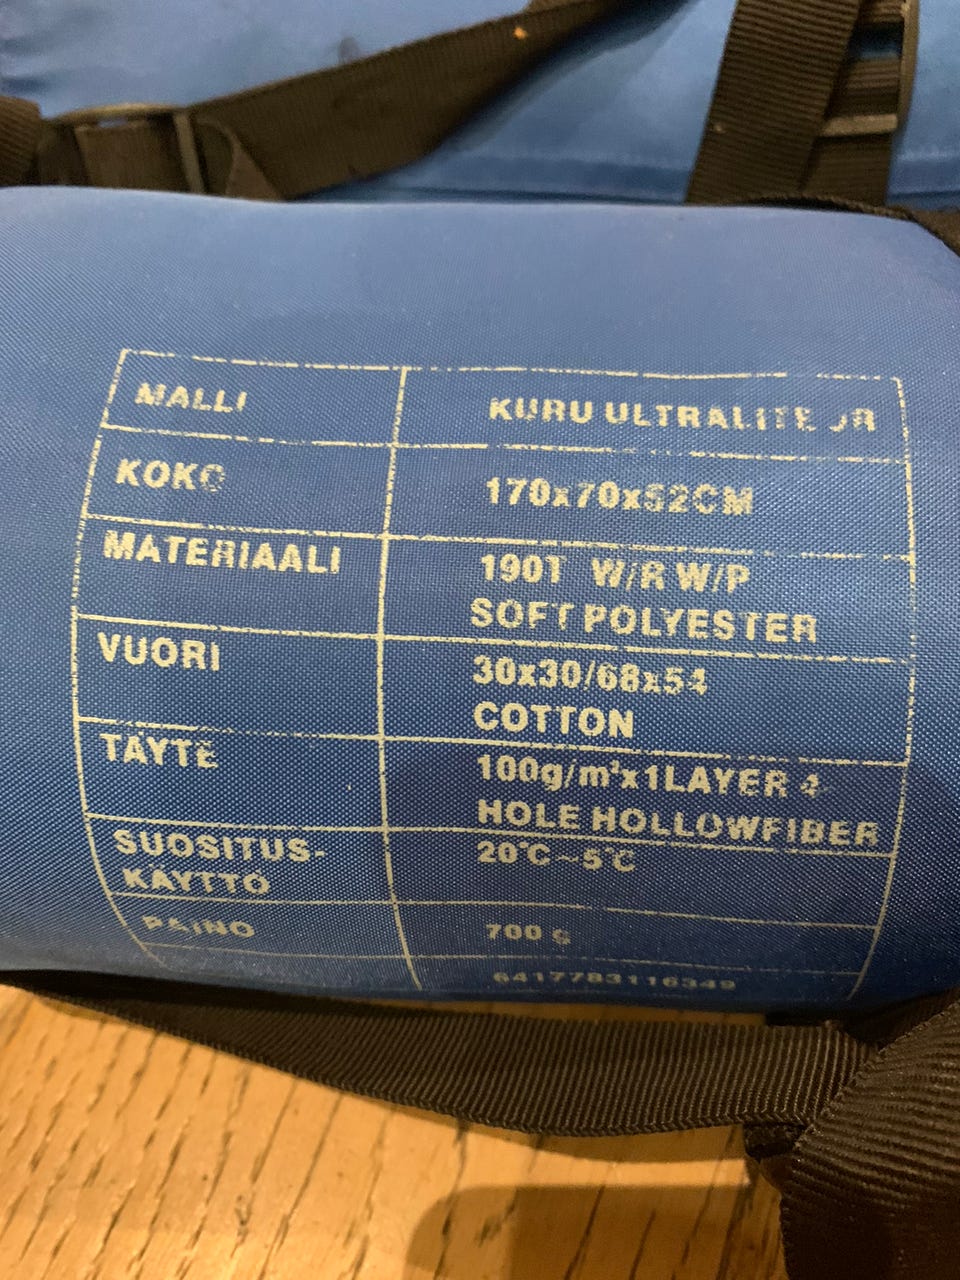 MALLI KURU ULTRALITE JR
KOKO 170x70x52CM
MATERIAALI 190T W/R W/P
SOFT POLYESTER
VUORI 30x30/68x54
COTTON
TÄYTE 100g/m²x1LAYER 4-
HOLE HOLLOWFIBER
SUOSITUS- 20°C~5°C
KÄYTTÖ
PAINO 700 g
6417783116349